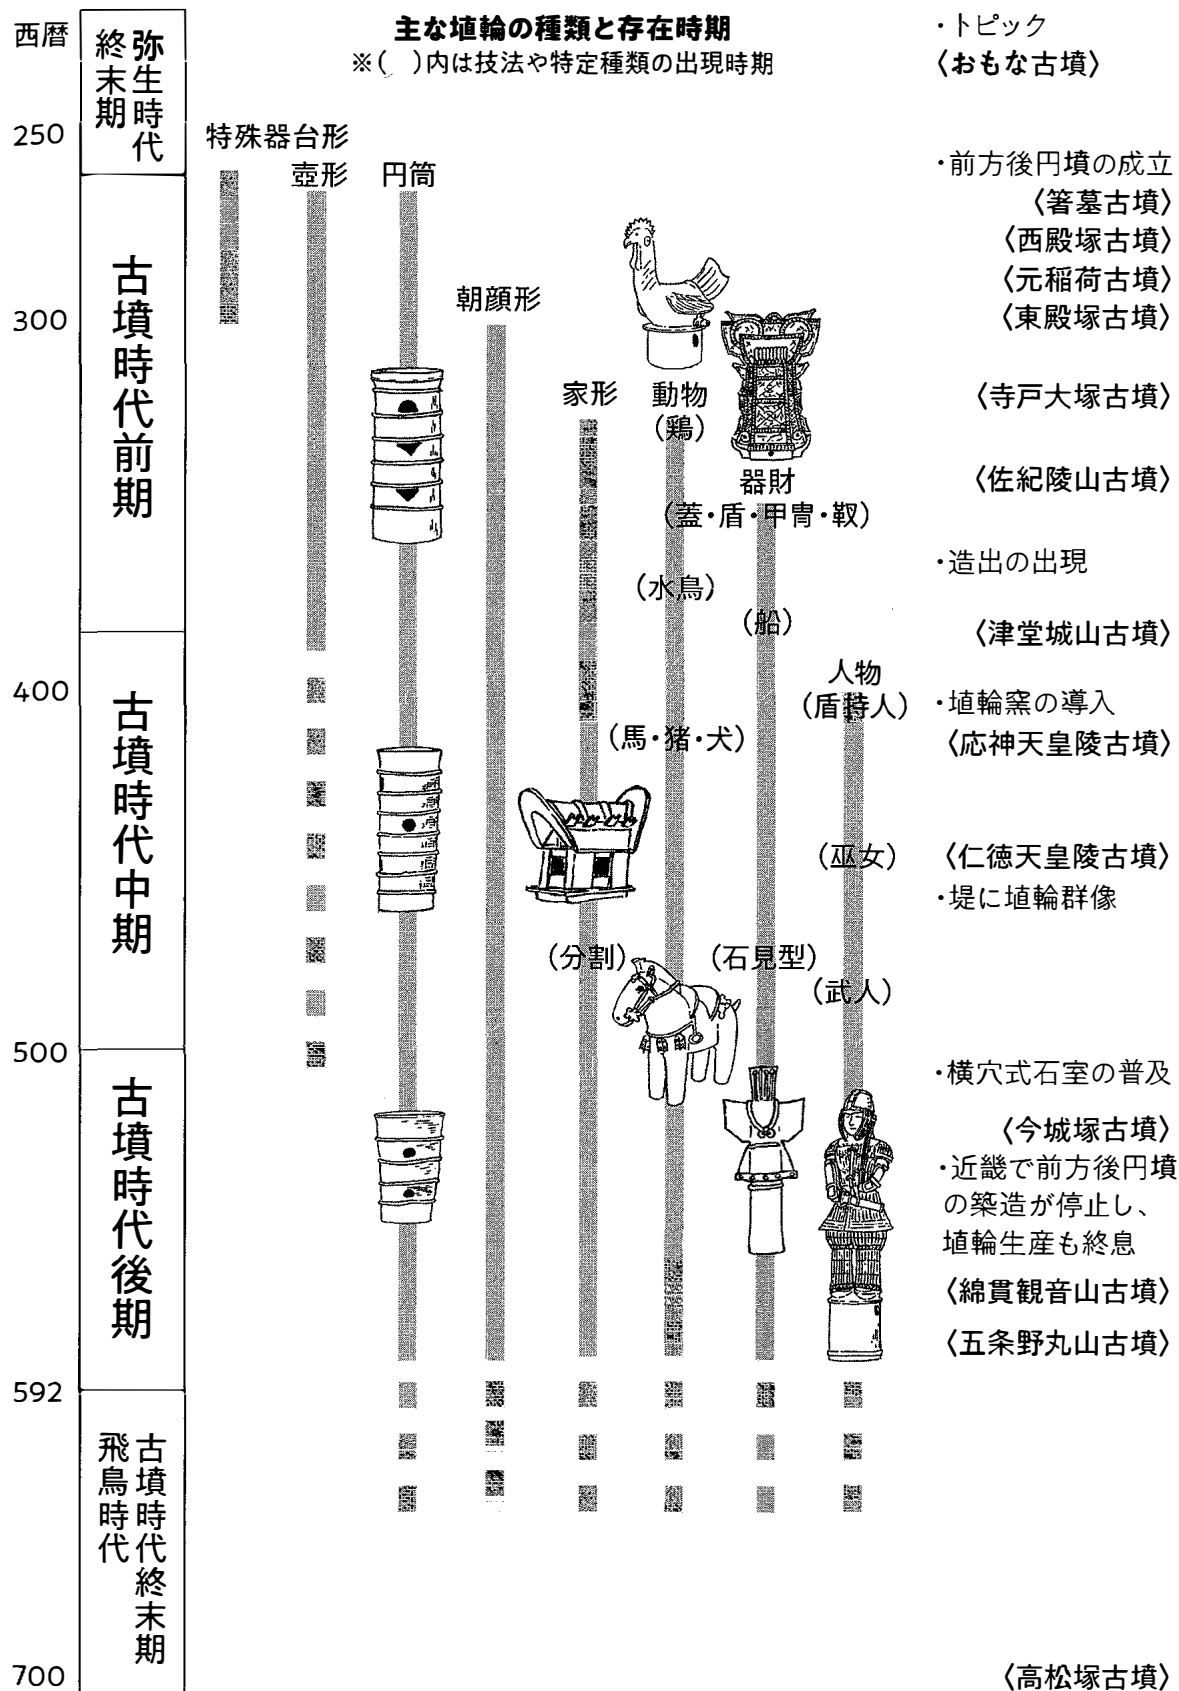 西暦
主な埴輪の種類と存在時期
※( )内は技法や特定種類の出現時期
・トピック
〈おもな古墳〉
弥生時代
終末期
250
特殊器台形
壺形
円筒
・前方後円墳の成立
〈箸墓古墳〉
〈西殿塚古墳〉
〈元稲荷古墳〉
〈東殿塚古墳〉
古墳時代前期
朝顔形
300
家形
動物
(鶏)
〈寺戸大塚古墳〉
器財
(蓋・盾・甲冑・靫)
〈佐紀陵山古墳〉
・造出の出現
(水鳥)
(船)
〈津堂城山古墳〉
人物
(盾持人)
400
・埴輪窯の導入
古墳時代中期
(馬・猪・犬)
〈応神天皇陵古墳〉
(巫女)
〈仁徳天皇陵古墳〉
・堤に埴輪群像
(分割)
(石見型)
(武人)
500
・横穴式石室の普及
古墳時代後期
〈今城塚古墳〉
・近畿で前方後円墳
の築造が停止し、
埴輪生産も終息
〈綿貫観音山古墳〉
〈五条野丸山古墳〉
592
古墳時代終末期
飛鳥時代
700
〈高松塚古墳〉